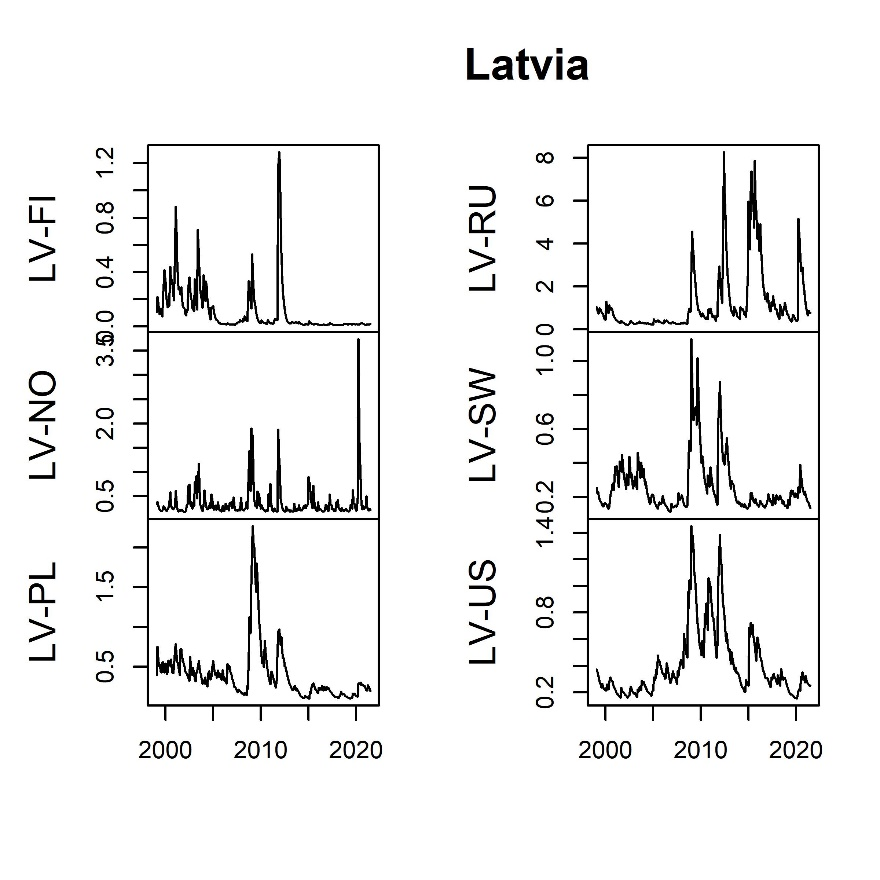 Latvia
LV-FI
0.0 0.4 0.8 1.2
LV-NO
0.5 2.0 3.5
LV-PL
0.5 1.5
2000 2010 2020
LV-RU
0 2 4 6 8
LV-SW
0.2 0.6 1.0
LV-US
0.2 0.8 1.4
2000 2010 2020